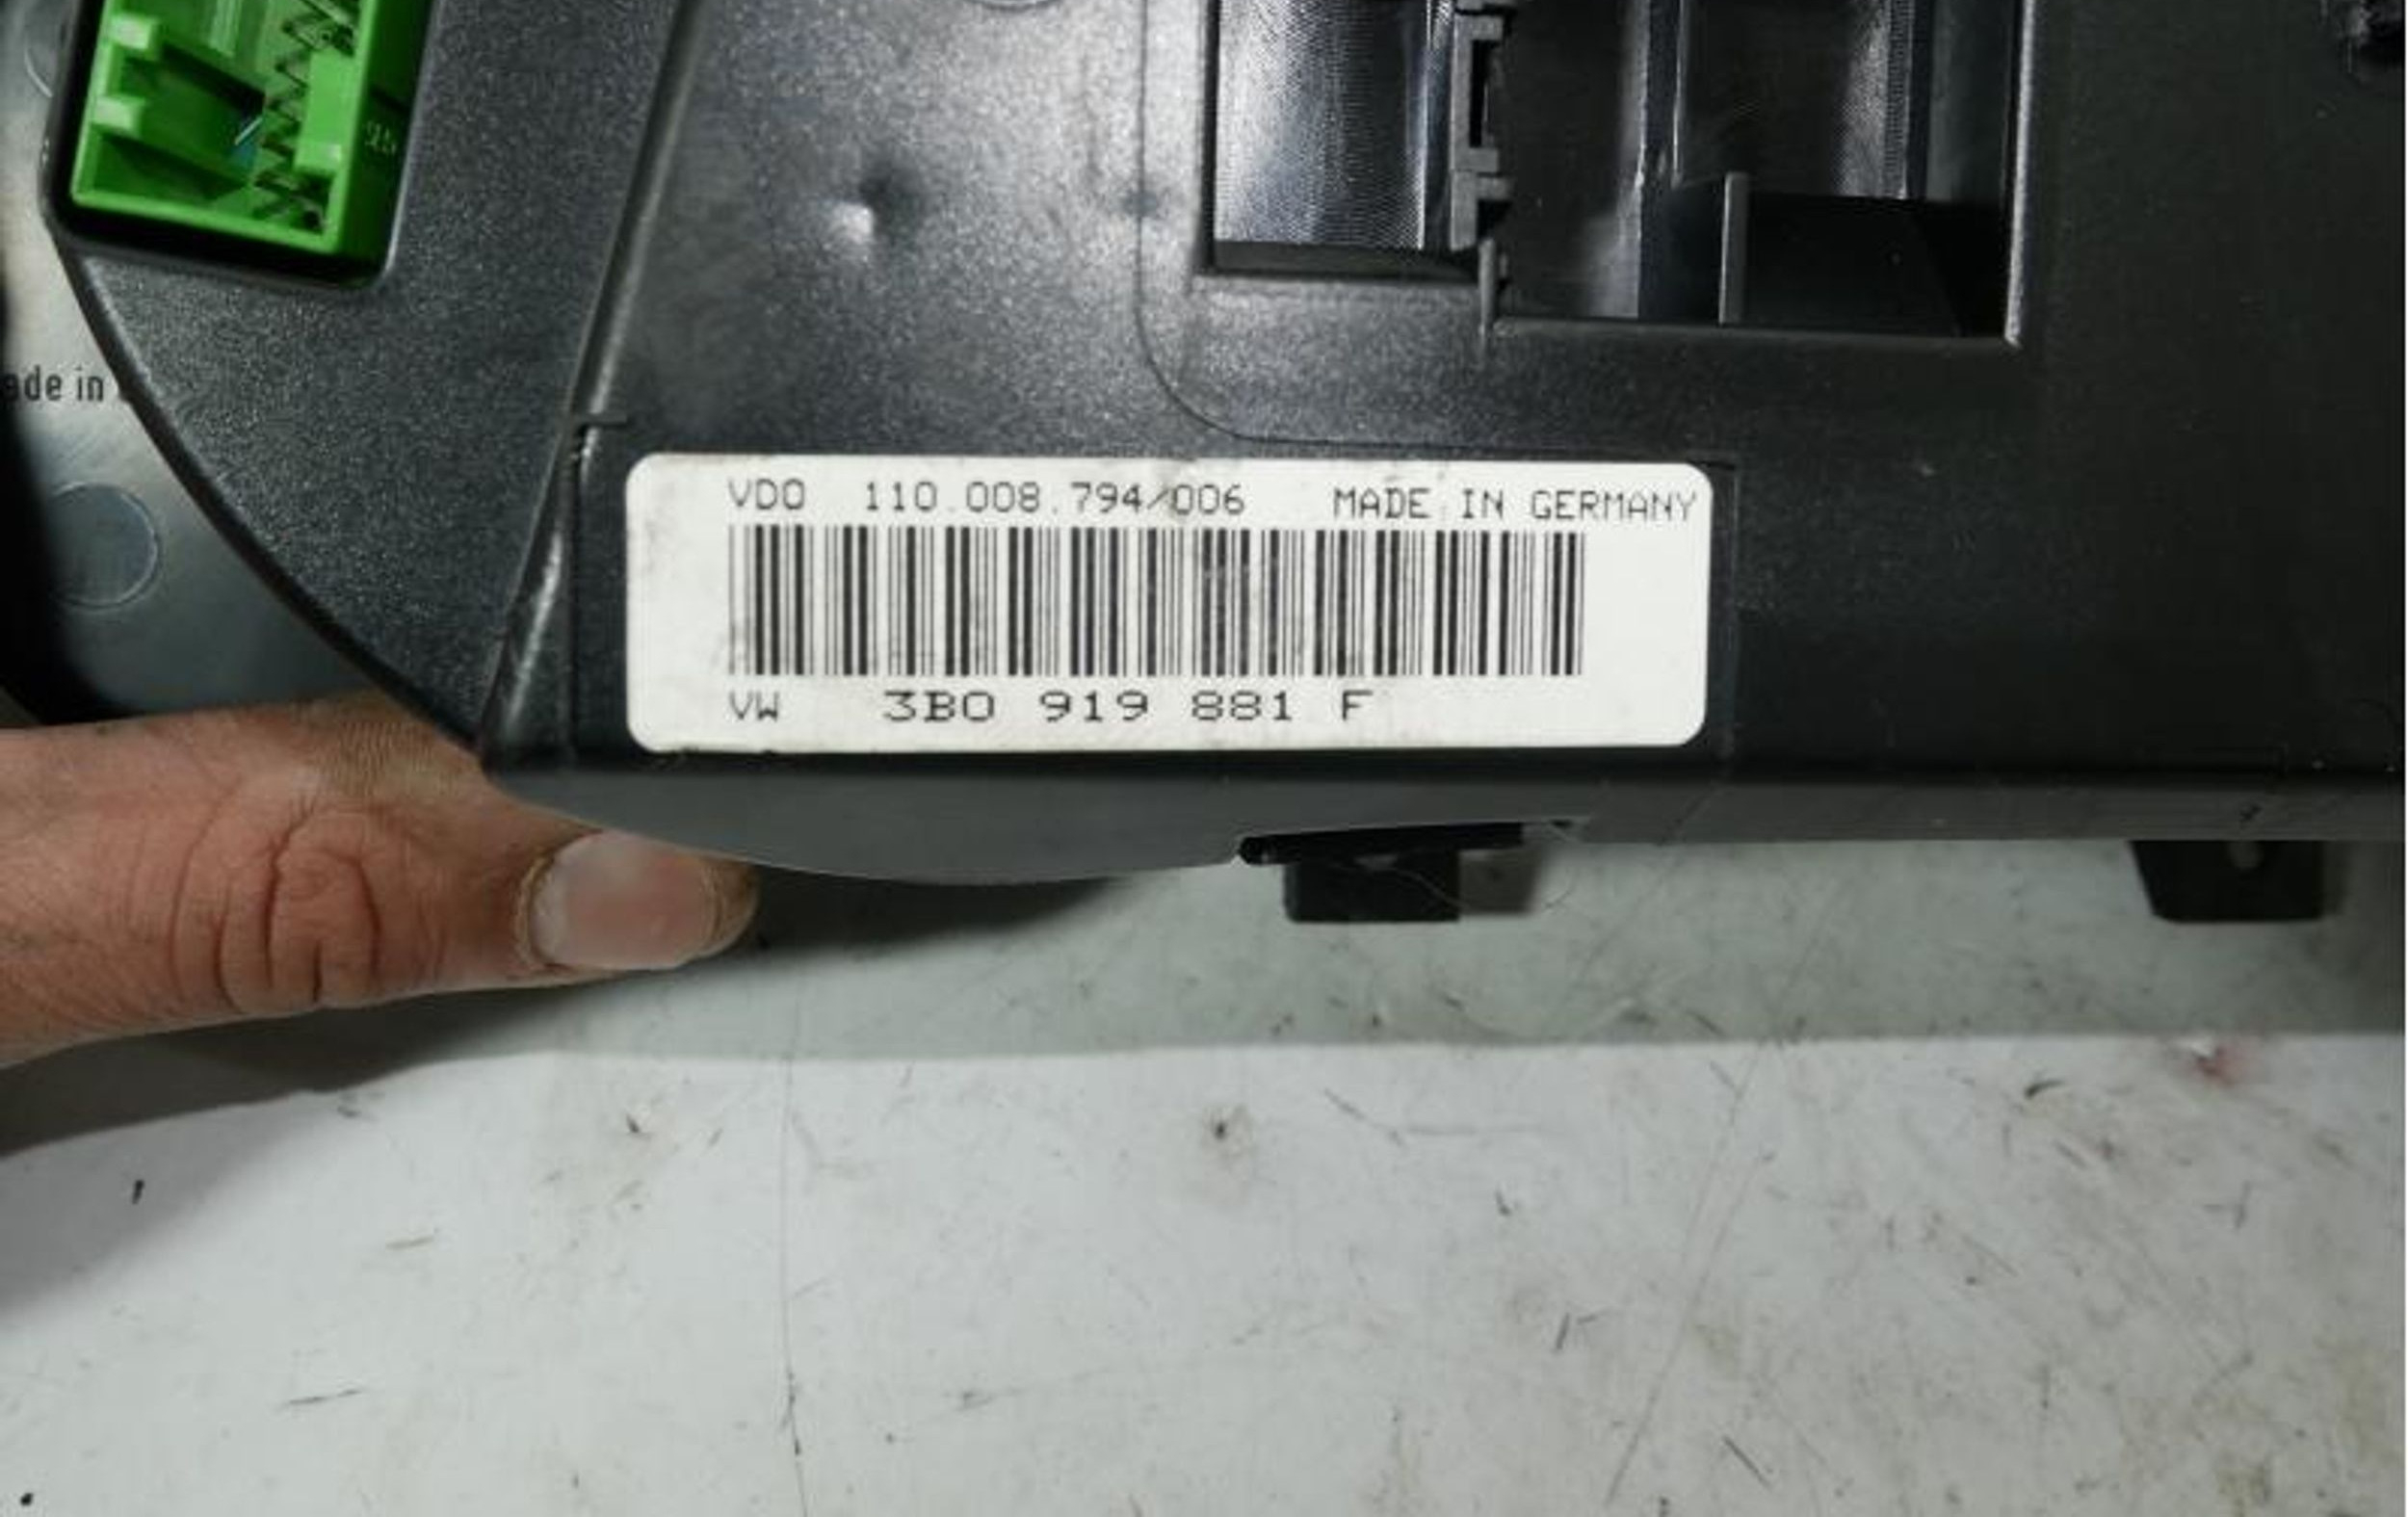 ade in
VDO 110.008.794/006 MADE IN GERMANY
VW 3B0 919 881 F